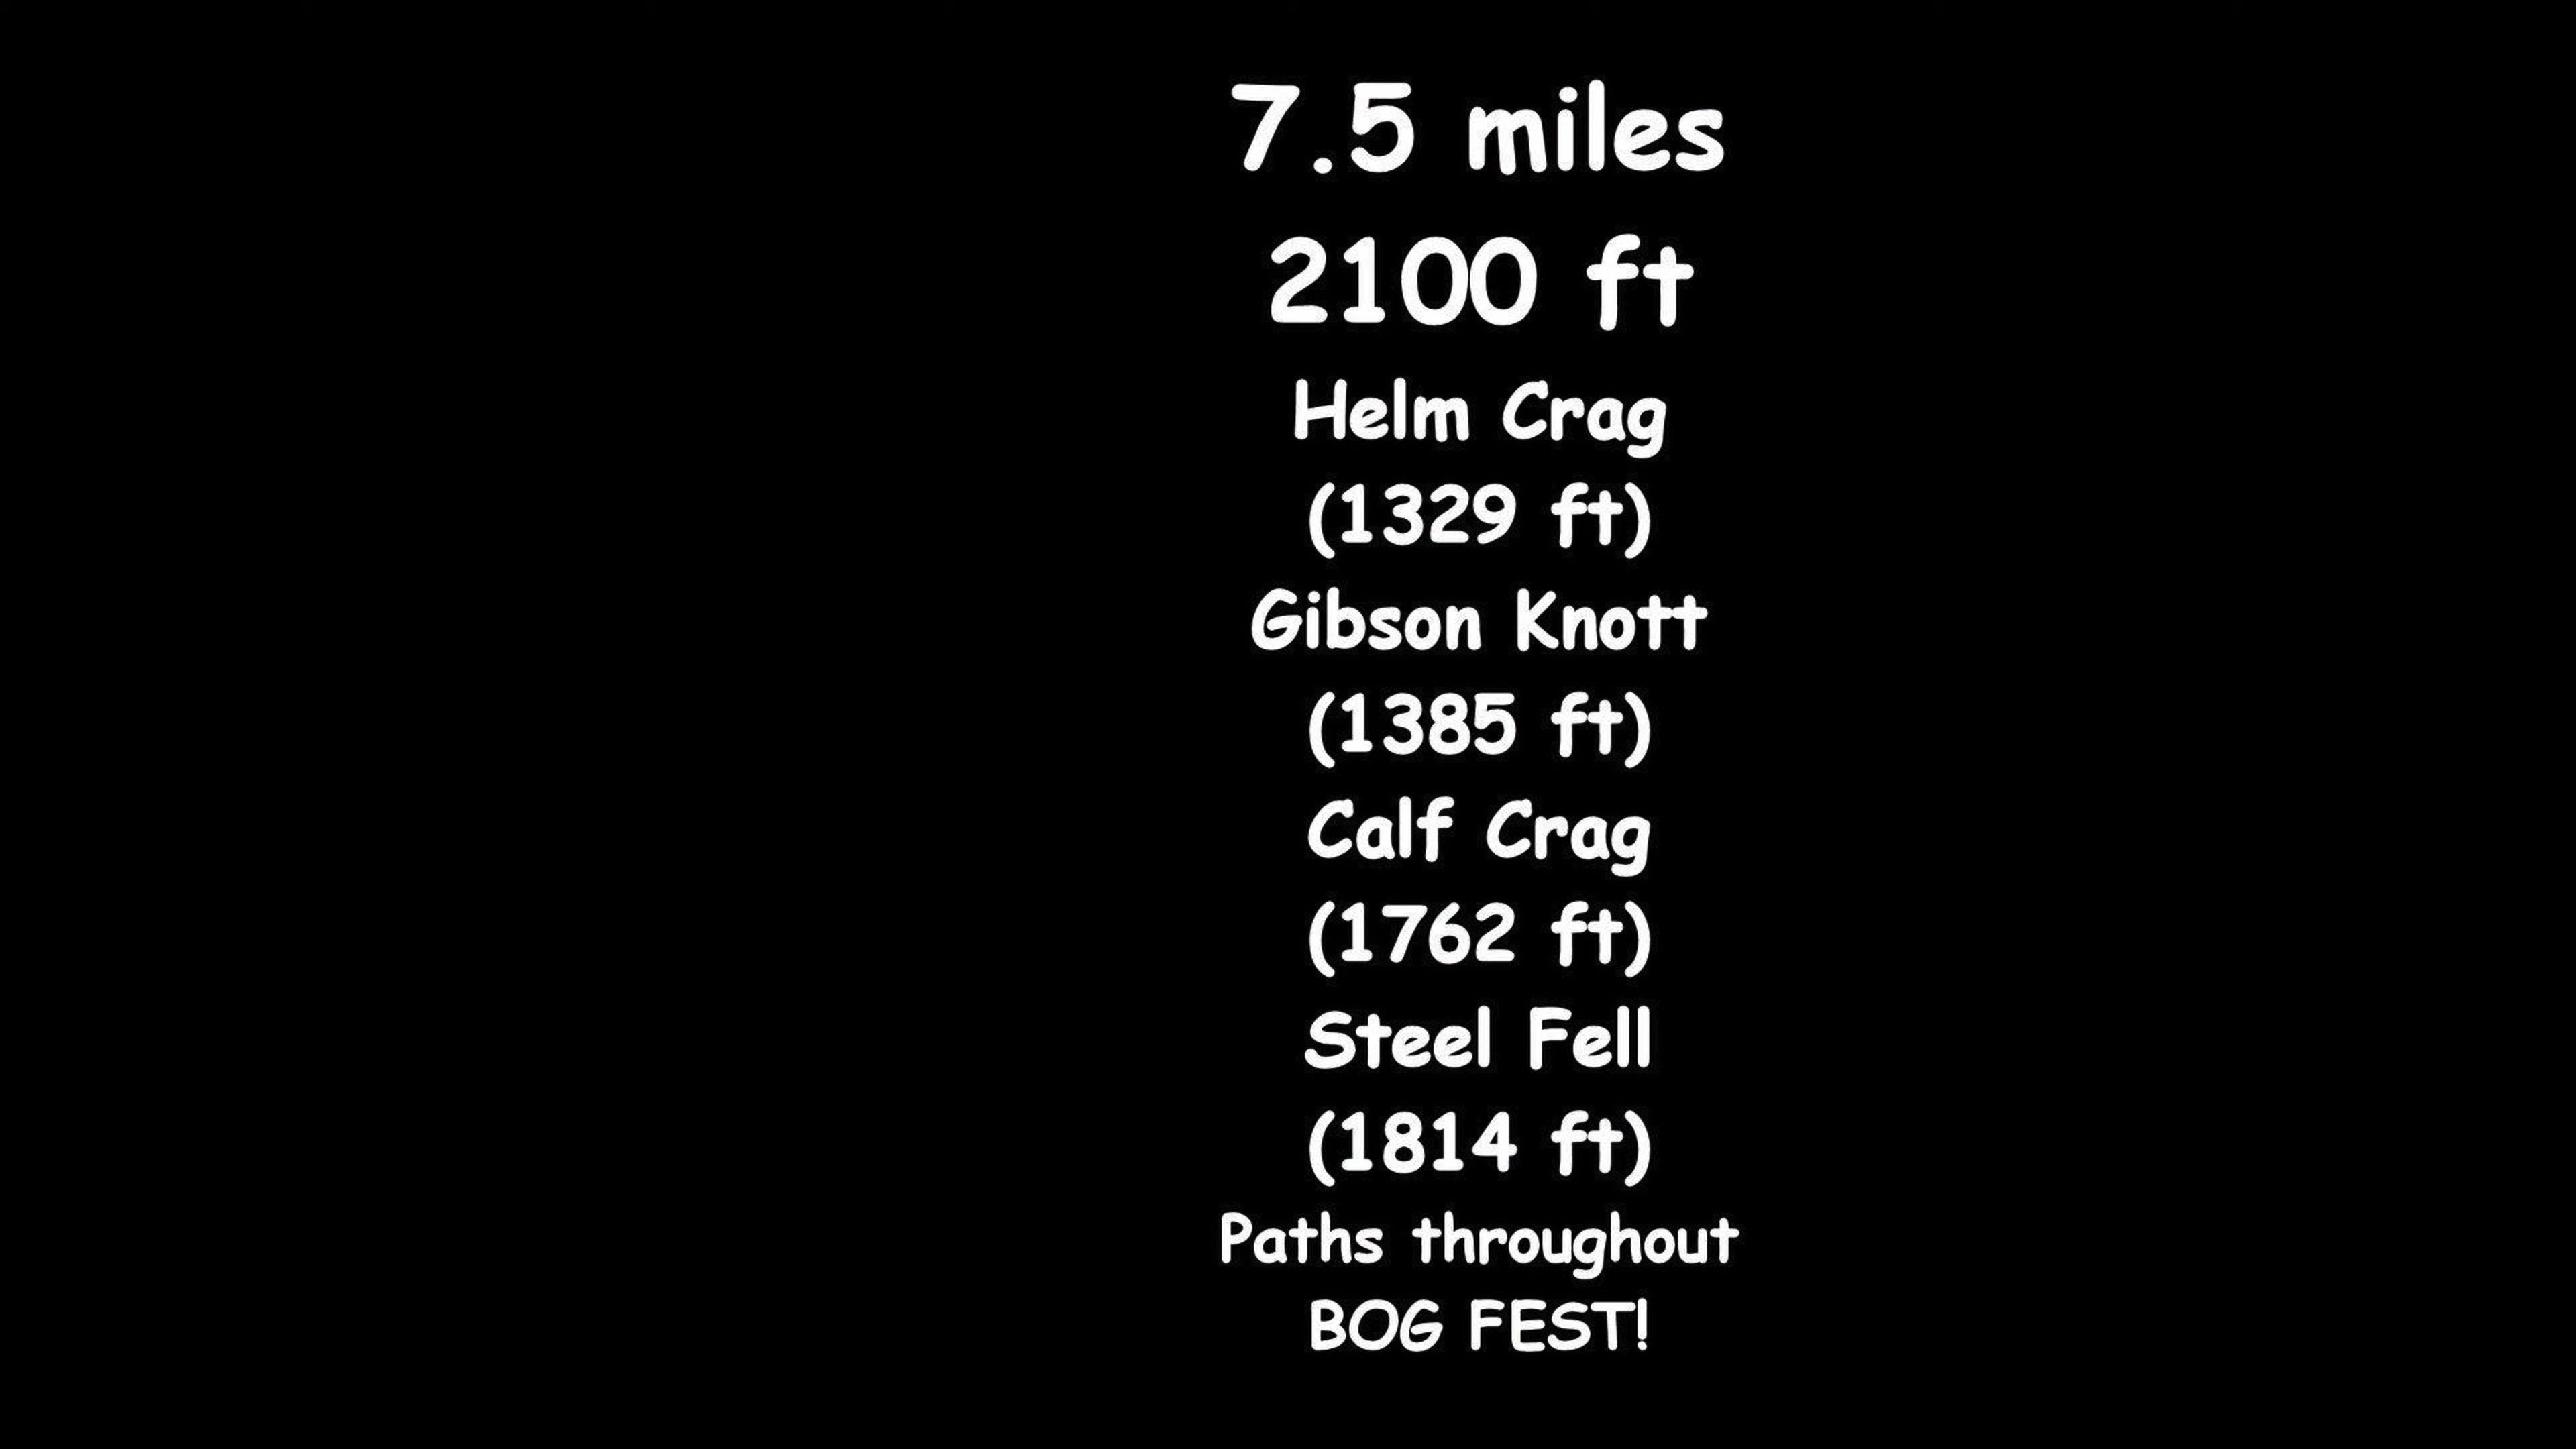 7.5 miles
2100 ft
Helm Crag
(1329 ft)
Gibson Knott
(1385 ft)
Calf Crag
(1762 ft)
Steel Fell
(1814 ft)
Paths throughout
BOG FEST!